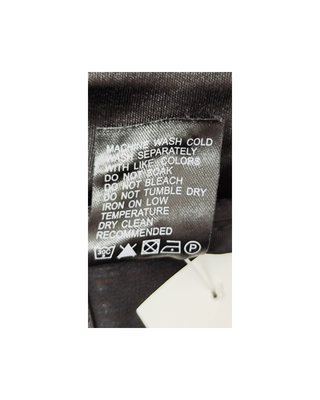 MACHINE WASH COLD
WASH SEPARATELY
WITH LIKE COLORS
DO NOT SOAK
DO NOT BLEACH
DO NOT TUMBLE DRY
IRON ON LOW
TEMPERATURE
DRY CLEAN
RECOMMENDED
30C P